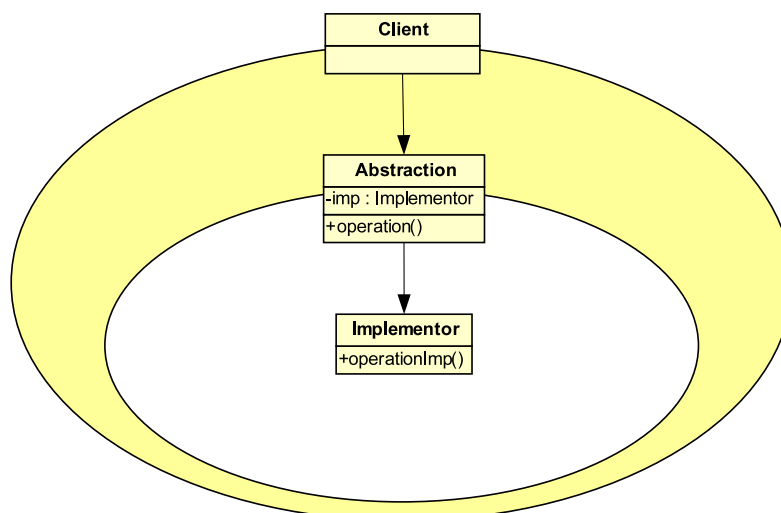 Client
Abstraction
-imp : Implementor
+operation()
Implementor
+operationImp()